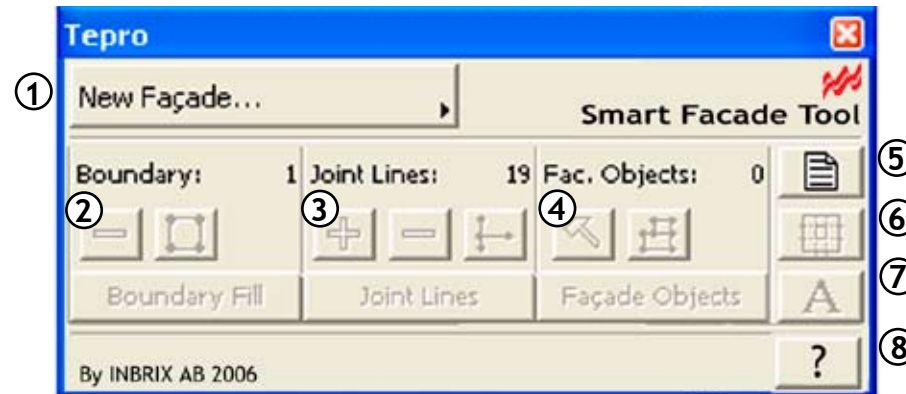 Tepro
① New Façade...
Smart Facade Tool
Boundary: 1 Joint Lines: 19 Fac. Objects: 0 ⑤
② ③ ④ ⑥
Boundary Fill Joint Lines Façade Objects A ⑦
By INBRIX AB 2006 ? ⑧